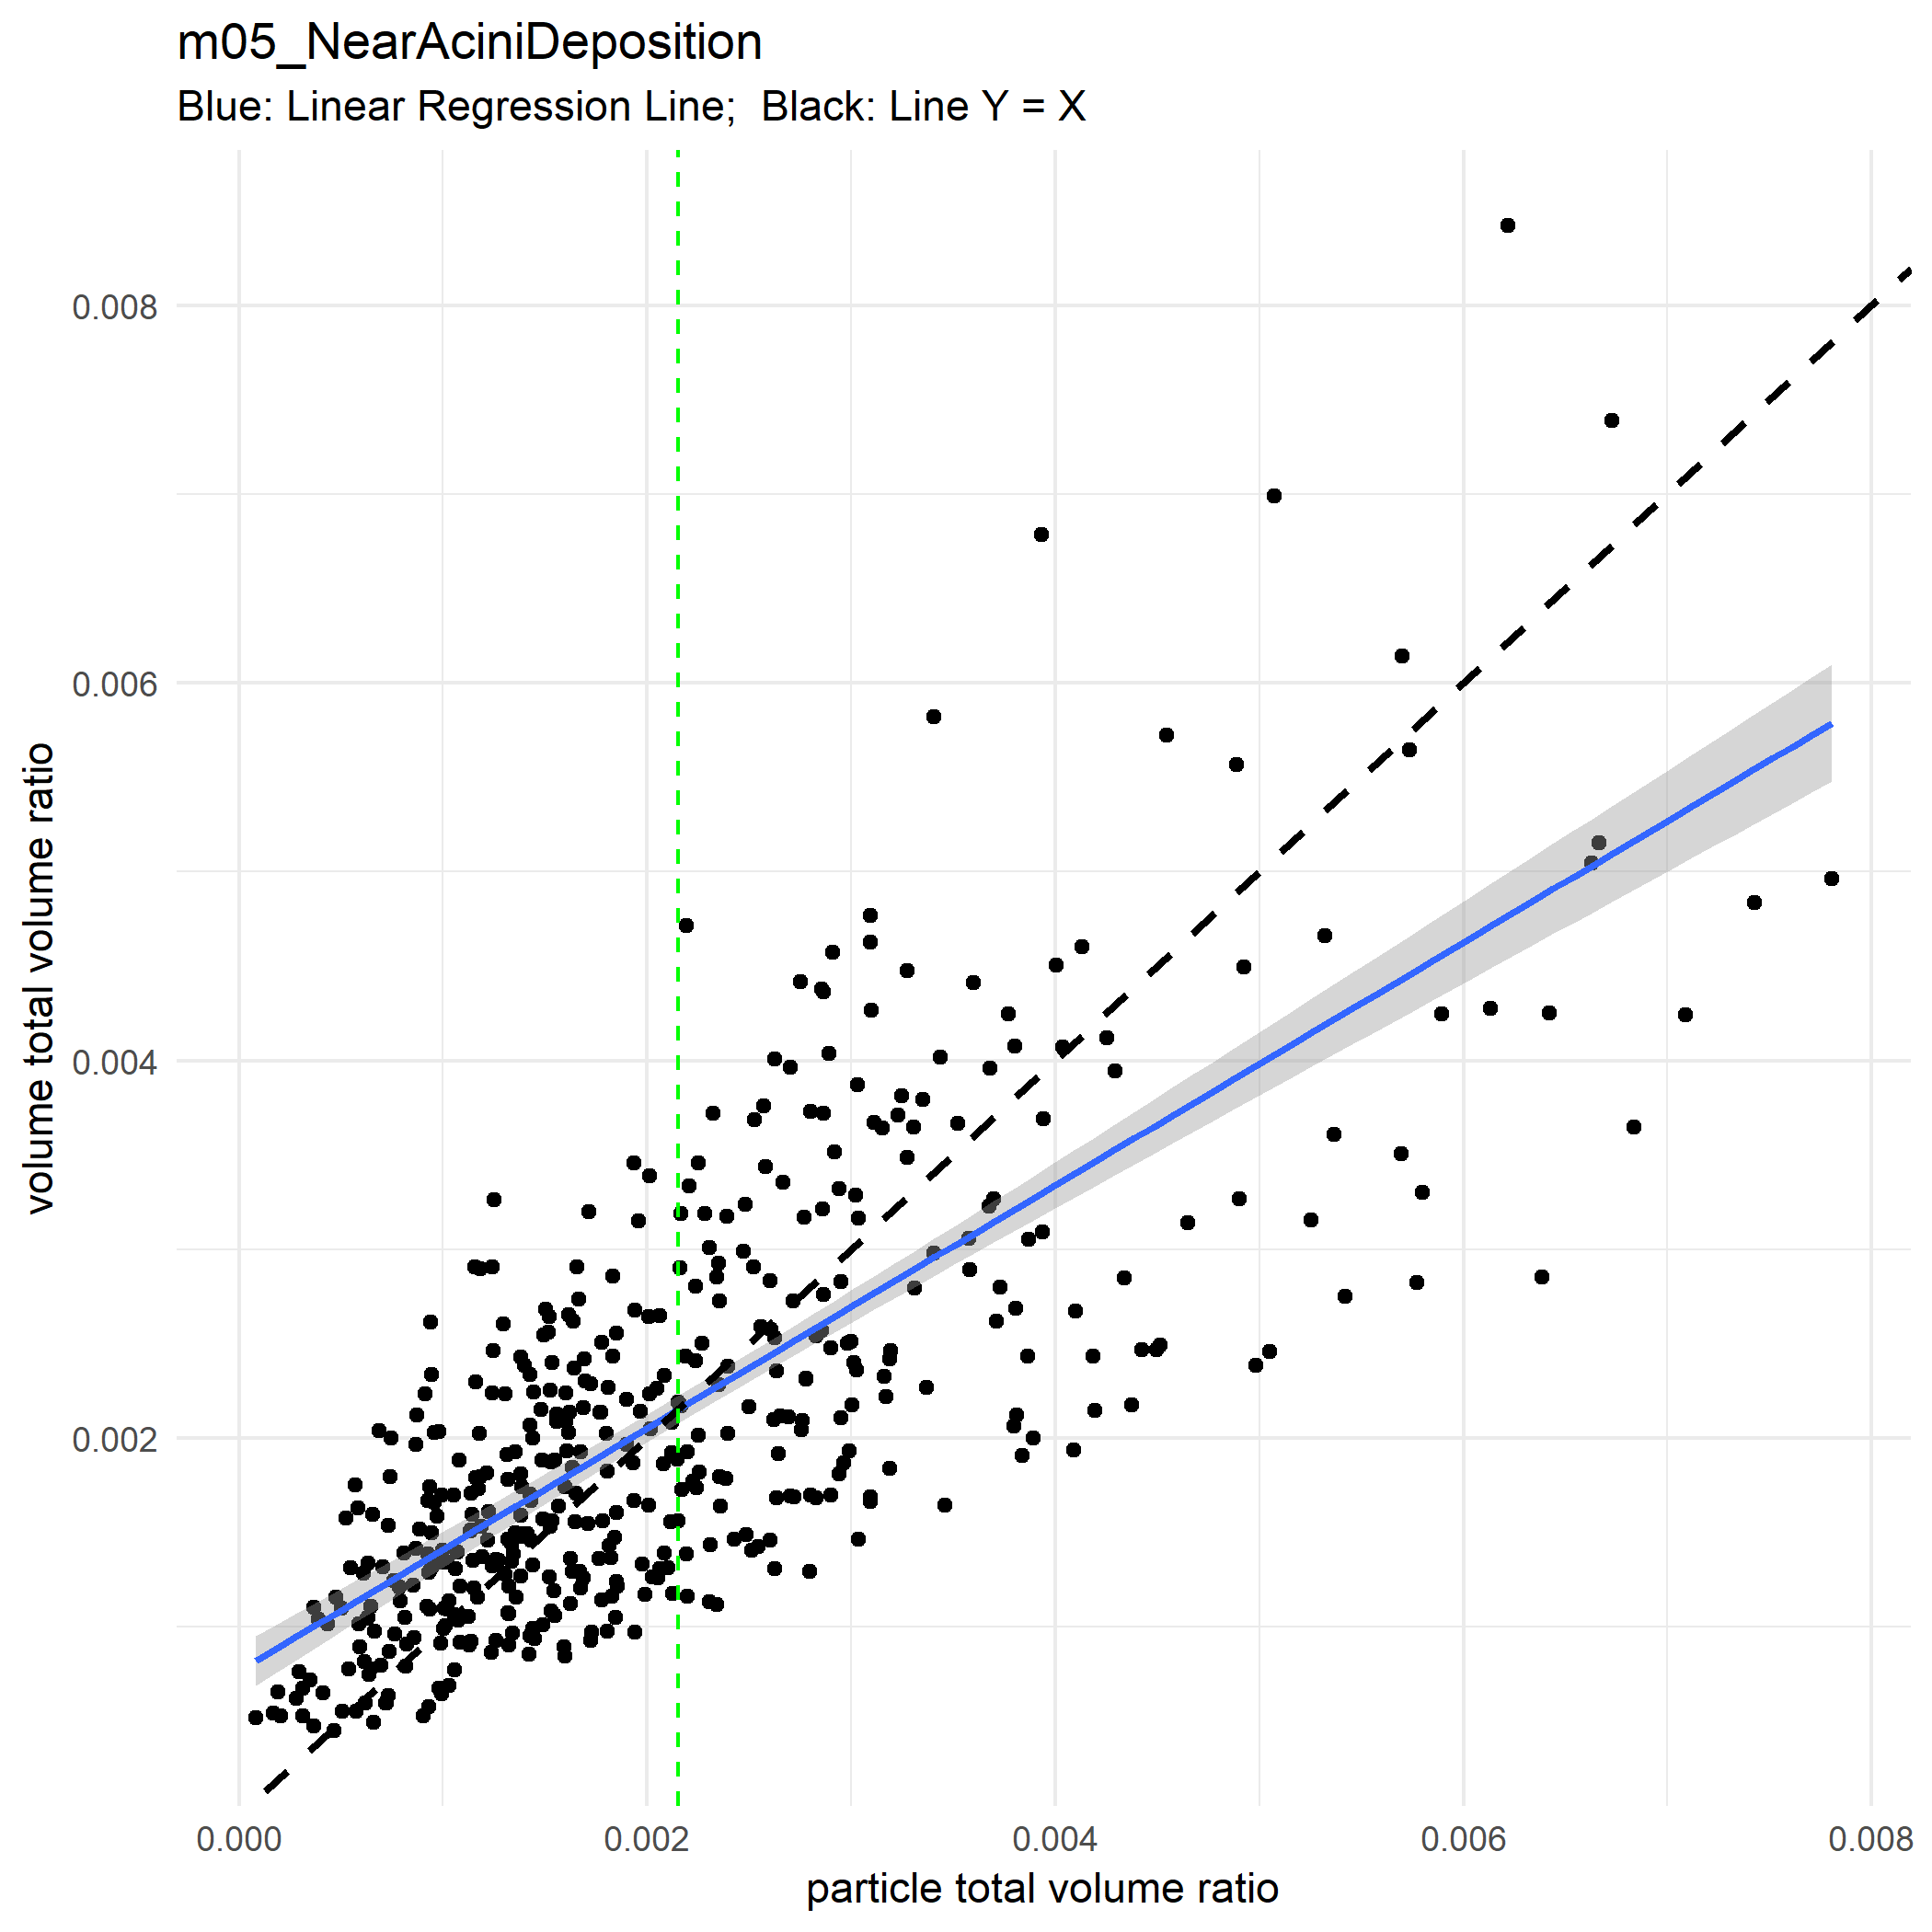 m05_NearAciniDeposition
Blue: Linear Regression Line;  Black: Line Y = X
volume total volume ratio
0.008
0.006
0.004
0.002
0.000 0.002 0.004 0.006 0.008
particle total volume ratio